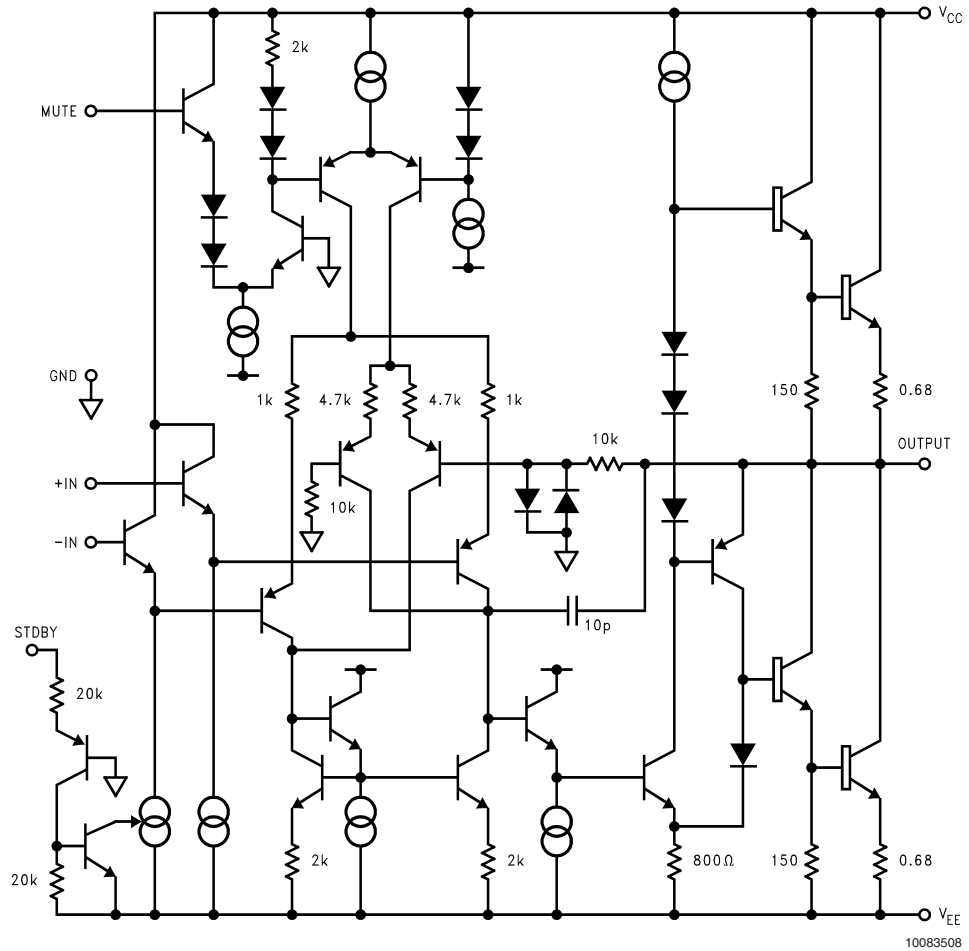 V_CC
2k
MUTE
GND
1k
4.7k
4.7k
1k
150
0.68
10k
OUTPUT
+IN
10k
-IN
10p
STDBY
20k
20k
2k
2k
800Ω
150
0.68
V_EE
10083508